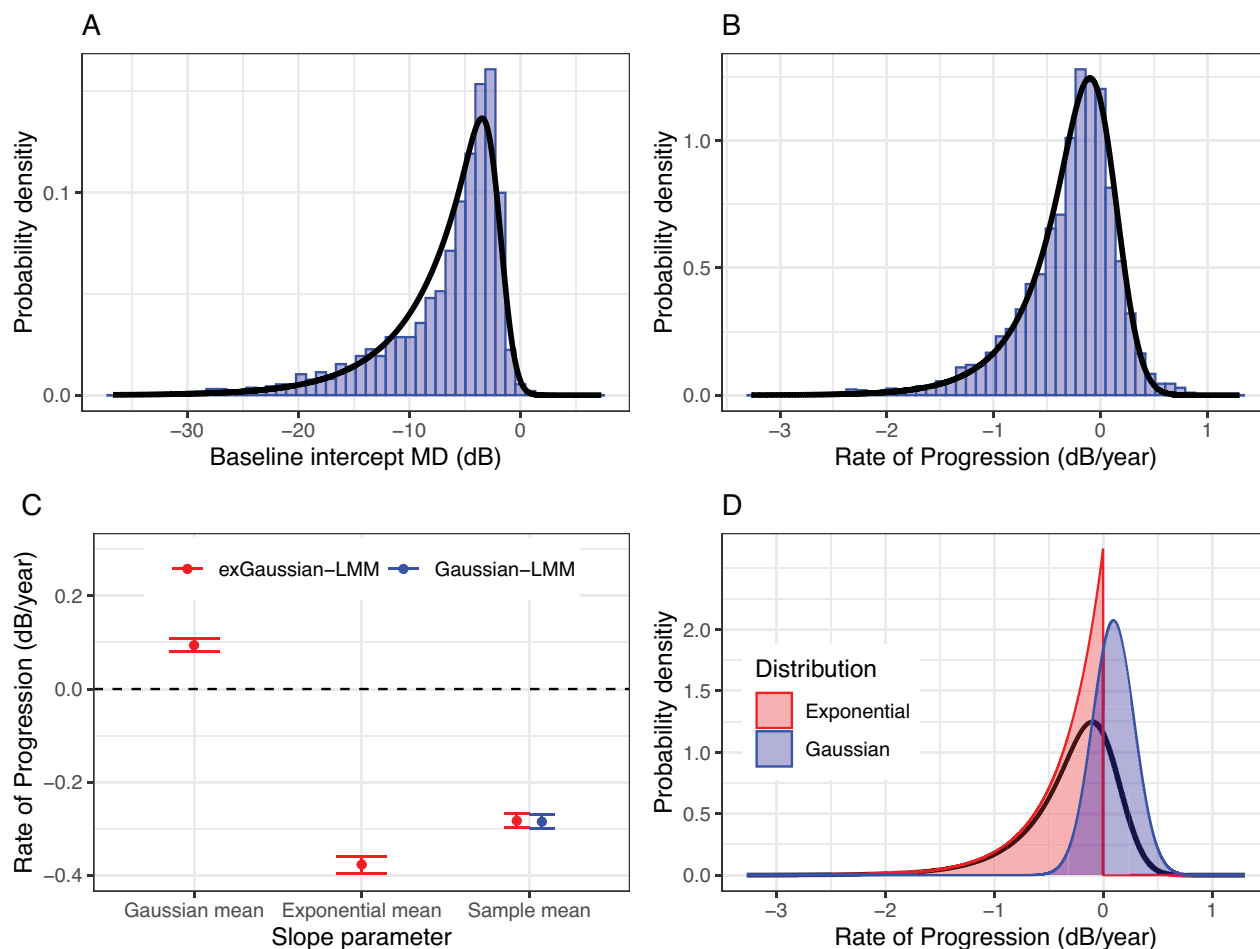 A
Probability densitiy
0.1
0.0
−30 −20 −10 0
Baseline intercept MD (dB)
B
Probability densitiy
1.0
0.5
0.0
−3 −2 −1 0 1
Rate of Progression (dB/year)
C
Rate of Progression (dB/year)
exGaussian−LMM Gaussian−LMM
0.2
0.0
−0.2
−0.4
Gaussian mean Exponential mean Sample mean
Slope parameter
D
Probability densitiy
2.0
1.5
1.0
0.5
0.0
Distribution
Exponential
Gaussian
−3 −2 −1 0 1
Rate of Progression (dB/year)